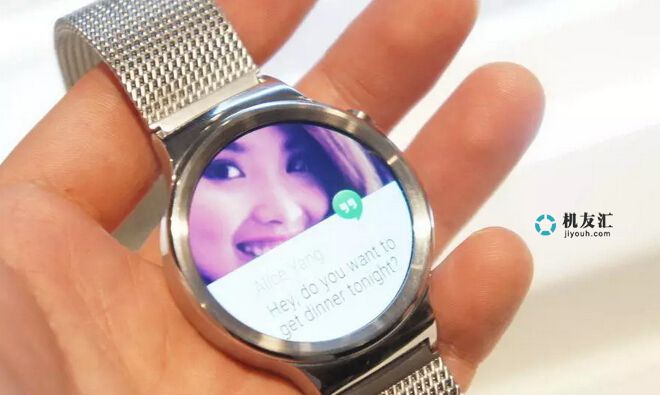 机友汇
jiyouh.com
Alice Yang
Hey, do you want to
get dinner tonight?